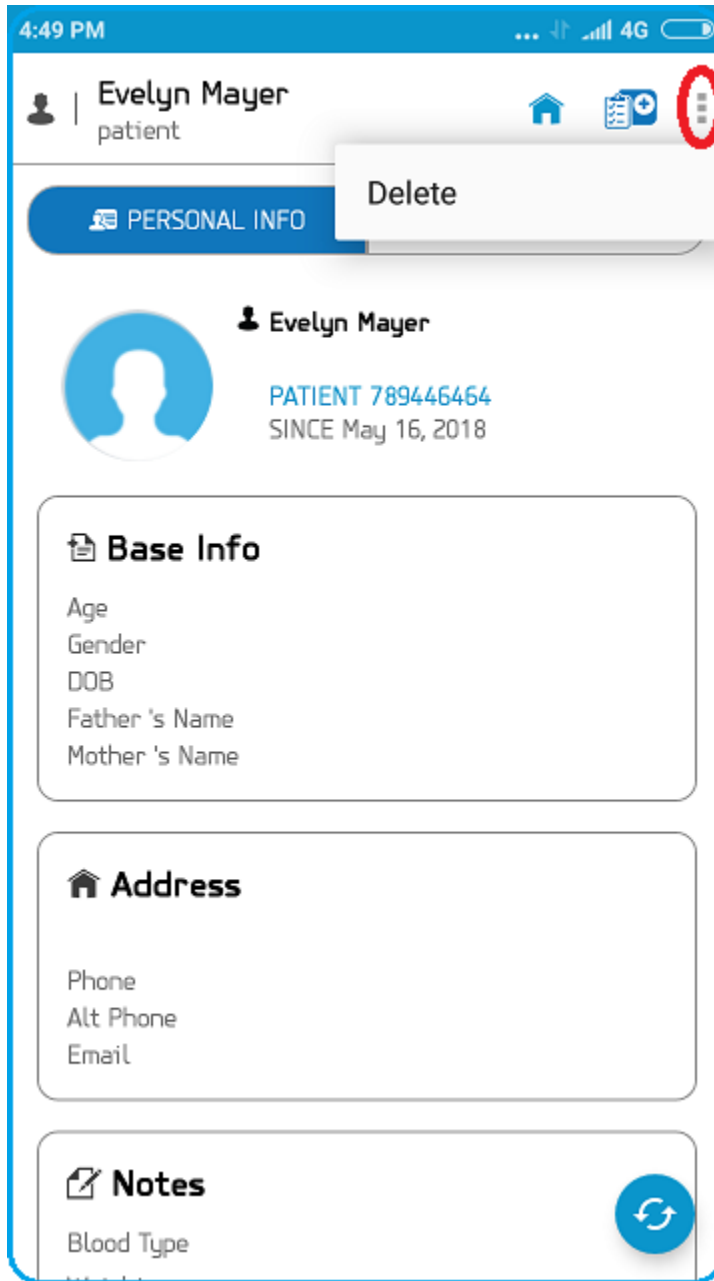 4:49 PM
... 4G
Evelyn Mayer
patient
Delete
PERSONAL INFO
Evelyn Mayer
PATIENT 789446464
SINCE May 16, 2018
Base Info
Age
Gender
DOB
Father 's Name
Mother 's Name
Address
Phone
Alt Phone
Email
Notes
Blood Type